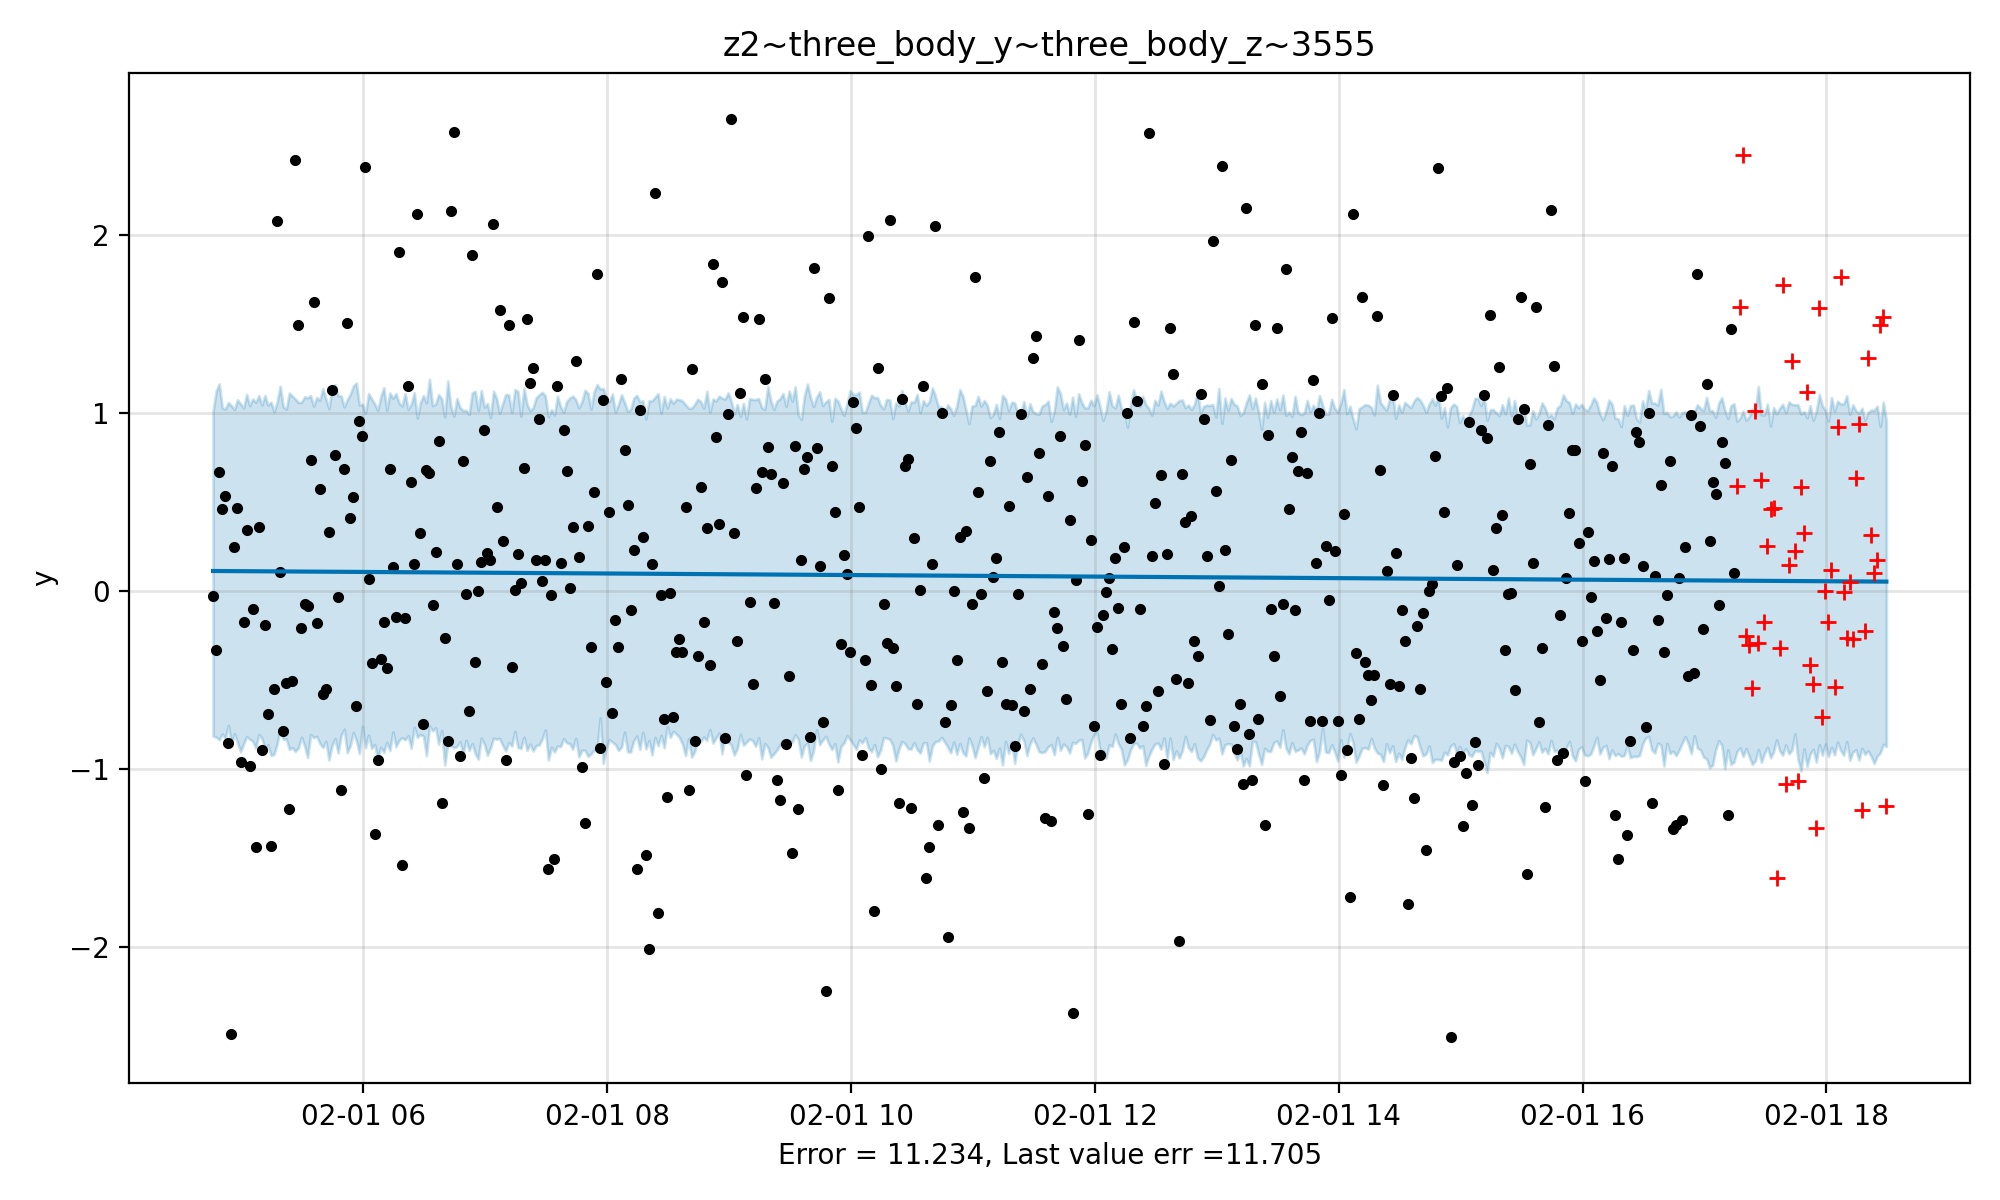 z2~three_body_y~three_body_z~3555
y
2
1
0
−1
−2
02-01 06 02-01 08 02-01 10 02-01 12 02-01 14 02-01 16 02-01 18
Error = 11.234, Last value err =11.705